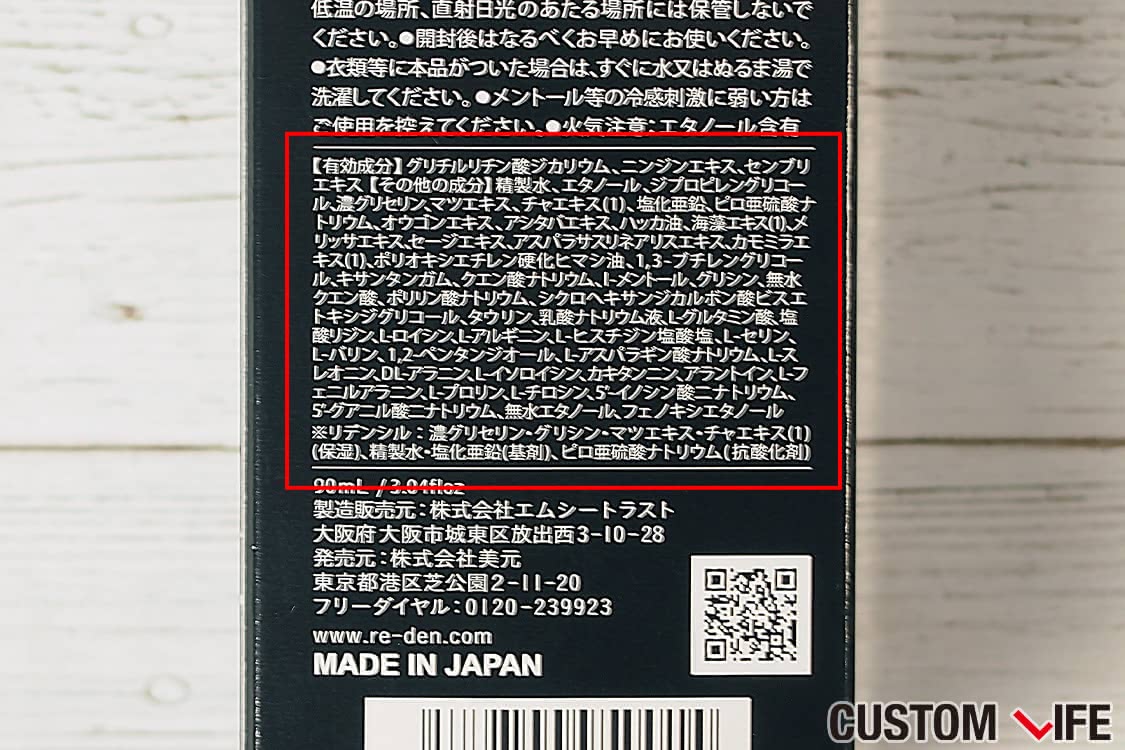 低温の場所、直射日光のあたる場所には保管しないで
ください。●開封後はなるべくお早めにお使いください。
●衣類等に本品がついた場合は、すぐに水又はぬるま湯で
洗濯してください。●メントール等の冷感刺激に弱い方は
ご使用を控えてください。●火気注意：エタノール含有
【有効成分】グリチルリチン酸ジカリウム、ニンジンエキス、センブリ
エキス【その他の成分】精製水、エタノール、ジプロピレングリコー
ル、濃グリセリン、マツエキス、チャエキス(1)、塩化亜鉛、ピロ亜硫酸ナ
トリウム、オウゴンエキス、アシタバエキス、ハッカ油、海藻エキス(1)、メ
リッサエキス、セージエキス、アスパラサスリネアリスエキス、カモミラエ
キス(1)、ポリオキシエチレン硬化ヒマシ油、1,3-ブチレングリコー
ル、キサンタンガム、クエン酸ナトリウム、l-メントール、グリシン、無水
クエン酸、ポリリン酸ナトリウム、シクロヘキサンジカルボン酸ビスエ
トキシジグリコール、タウリン、乳酸ナトリウム液、L-グルタミン酸、塩
酸リジン、L-ロイシン、L-アルギニン、L-ヒスチジン塩酸塩、L-セリン、
L-バリン、1,2-ペンタンジオール、L-アスパラギン酸ナトリウム、L-ス
レオニン、DL-アラニン、L-イソロイシン、カキタンニン、アラントイン、L-フ
ェニルアラニン、L-プロリン、L-チロシン、5'-イノシン酸二ナトリウム、
5'-グアニル酸二ナトリウム、無水エタノール、フェノキシエタノール
※リデンシル：濃グリセリン・グリシン・マツエキス・チャエキス(1)
(保湿)、精製水・塩化亜鉛(基剤)、ピロ亜硫酸ナトリウム(抗酸化剤)
90mL /3.04floz
製造販売元：株式会社エムシートラスト
大阪府大阪市城東区放出西3-10-28
発売元：株式会社美元
東京都港区芝公園2-11-20
フリーダイヤル：0120-239923
www.re-den.com
MADE IN JAPAN
CUSTOM LIFE